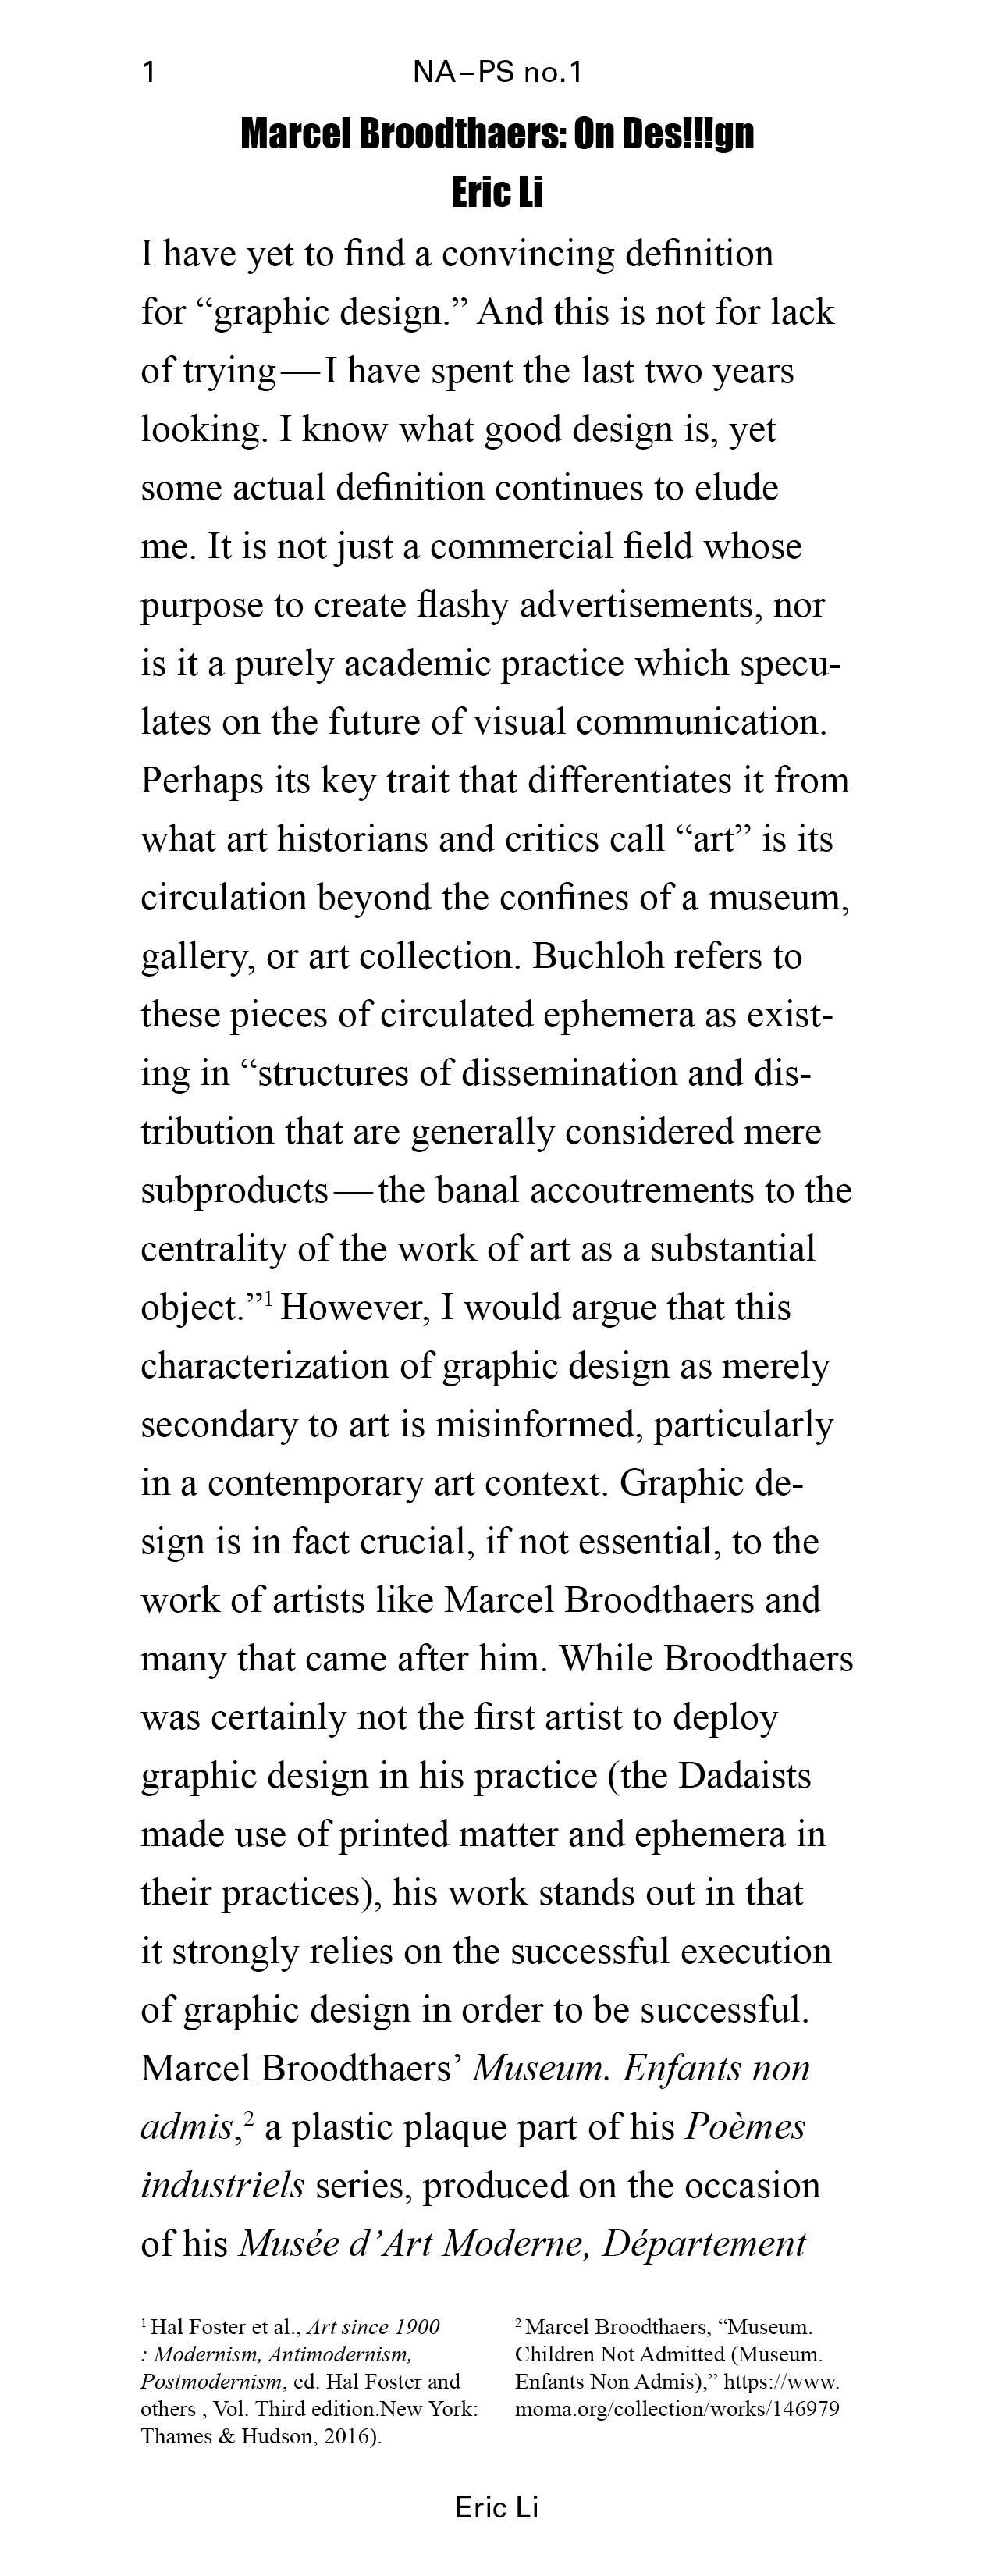 1 NA–PS no.1
Marcel Broodthaers: On Des!!!gn
Eric Li
I have yet to find a convincing definition
for “graphic design.” And this is not for lack
of trying — I have spent the last two years
looking. I know what good design is, yet
some actual definition continues to elude
me. It is not just a commercial field whose
purpose to create flashy advertisements, nor
is it a purely academic practice which specu-
lates on the future of visual communication.
Perhaps its key trait that differentiates it from
what art historians and critics call “art” is its
circulation beyond the confines of a museum,
gallery, or art collection. Buchloh refers to
these pieces of circulated ephemera as exist-
ing in “structures of dissemination and dis-
tribution that are generally considered mere
subproducts — the banal accoutrements to the
centrality of the work of art as a substantial
object.”¹ However, I would argue that this
characterization of graphic design as merely
secondary to art is misinformed, particularly
in a contemporary art context. Graphic de-
sign is in fact crucial, if not essential, to the
work of artists like Marcel Broodthaers and
many that came after him. While Broodthaers
was certainly not the first artist to deploy
graphic design in his practice (the Dadaists
made use of printed matter and ephemera in
their practices), his work stands out in that
it strongly relies on the successful execution
of graphic design in order to be successful.
Marcel Broodthaers’ Museum. Enfants non
admis,² a plastic plaque part of his Poèmes
industriels series, produced on the occasion
of his Musée d’Art Moderne, Département
¹ Hal Foster et al., Art since 1900
: Modernism, Antimodernism,
Postmodernism, ed. Hal Foster and
others , Vol. Third edition.New York:
Thames & Hudson, 2016).
² Marcel Broodthaers, “Museum.
Children Not Admitted (Museum.
Enfants Non Admis),” https://www.
moma.org/collection/works/146979
Eric Li